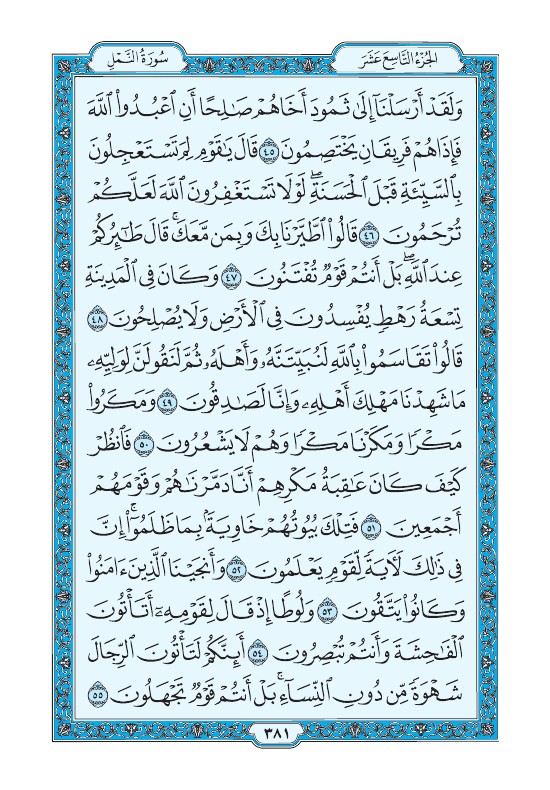 الجُزْءُ التَّاسِعَ عَشَرَ
سُورَةُ النَّمْلِ
وَلَقَدْ أَرْسَلْنَآ إِلَىٰ ثَمُودَ أَخَاهُمْ صَٰلِحًا أَنِ ٱعْبُدُوا۟ ٱللَّهَ
فَإِذَا هُمْ فَرِيقَانِ يَخْتَصِمُونَ ٤٥ قَالَ يَٰقَوْمِ لِمَ تَسْتَعْجِلُونَ
بِٱلسَّيِّئَةِ قَبْلَ ٱلْحَسَنَةِۖ لَوْلَا تَسْتَغْفِرُونَ ٱللَّهَ لَعَلَّكُمْ
تُرْحَمُونَ ٤٦ قَالُوا۟ ٱطَّيَّرْنَا بِكَ وَبِمَن مَّعَكَۚ قَالَ طَٰٓئِرُكُمْ
عِندَ ٱللَّهِۖ بَلْ أَنتُمْ قَوْمٌ تُفْتَنُونَ ٤٧ وَكَانَ فِى ٱلْمَدِينَةِ
تِسْعَةُ رَهْطٍ يُفْسِدُونَ فِى ٱلْأَرْضِ وَلَا يُصْلِحُونَ ٤٨
قَالُوا۟ تَقَاسَمُوا۟ بِٱللَّهِ لَنُبَيِّتَنَّهُۥ وَأَهْلَهُۥ ثُمَّ لَنَقُولَنَّ لِوَلِيِّهِۦ
مَا شَهِدْنَا مَهْلِكَ أَهْلِهِۦ وَإِنَّا لَصَٰدِقُونَ ٤٩ وَمَكَرُوا۟
مَكْرًا وَمَكَرْنَا مَكْرًا وَهُمْ لَا يَشْعُرُونَ ٥٠ فَٱنظُرْ
كَيْفَ كَانَ عَٰقِبَةُ مَكْرِهِمْ أَنَّا دَمَّرْنَٰهُمْ وَقَوْمَهُمْ
أَجْمَعِينَ ٥١ فَتِلْكَ بُيُوتُهُمْ خَاوِيَةًۢ بِمَا ظَلَمُوٓا۟ۚ إِنَّ
فِى ذَٰلِكَ لَءَايَةً لِّقَوْمٍ يَعْلَمُونَ ٥٢ وَأَنجَيْنَا ٱلَّذِينَ ءَامَنُوا۟
وَكَانُوا۟ يَتَّقُونَ ٥٣ وَلُوطًا إِذْ قَالَ لِقَوْمِهِۦٓ أَتَأْتُونَ
ٱلْفَٰحِشَةَ وَأَنتُمْ تُبْصِرُونَ ٥٤ أَئِنَّكُمْ لَتَأْتُونَ ٱلرِّجَالَ
شَهْوَةً مِّن دُونِ ٱلنِّسَآءِۚ بَلْ أَنتُمْ قَوْمٌ تَجْهَلُونَ ٥٥
٣٨١